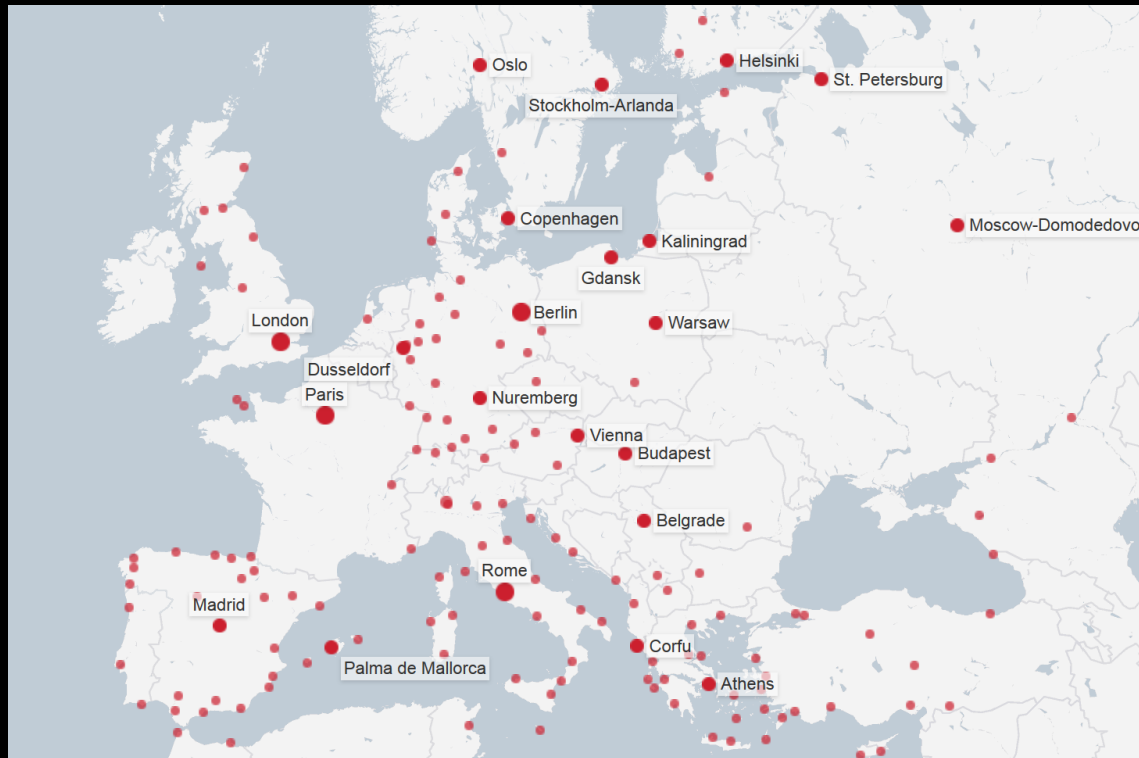 Oslo
Helsinki
St. Petersburg
Stockholm-Arlanda
Copenhagen
Moscow-Domodedovo
Kaliningrad
Gdansk
Berlin
London
Warsaw
Dusseldorf
Paris
Nuremberg
Vienna
Budapest
Belgrade
Rome
Madrid
Corfu
Palma de Mallorca
Athens